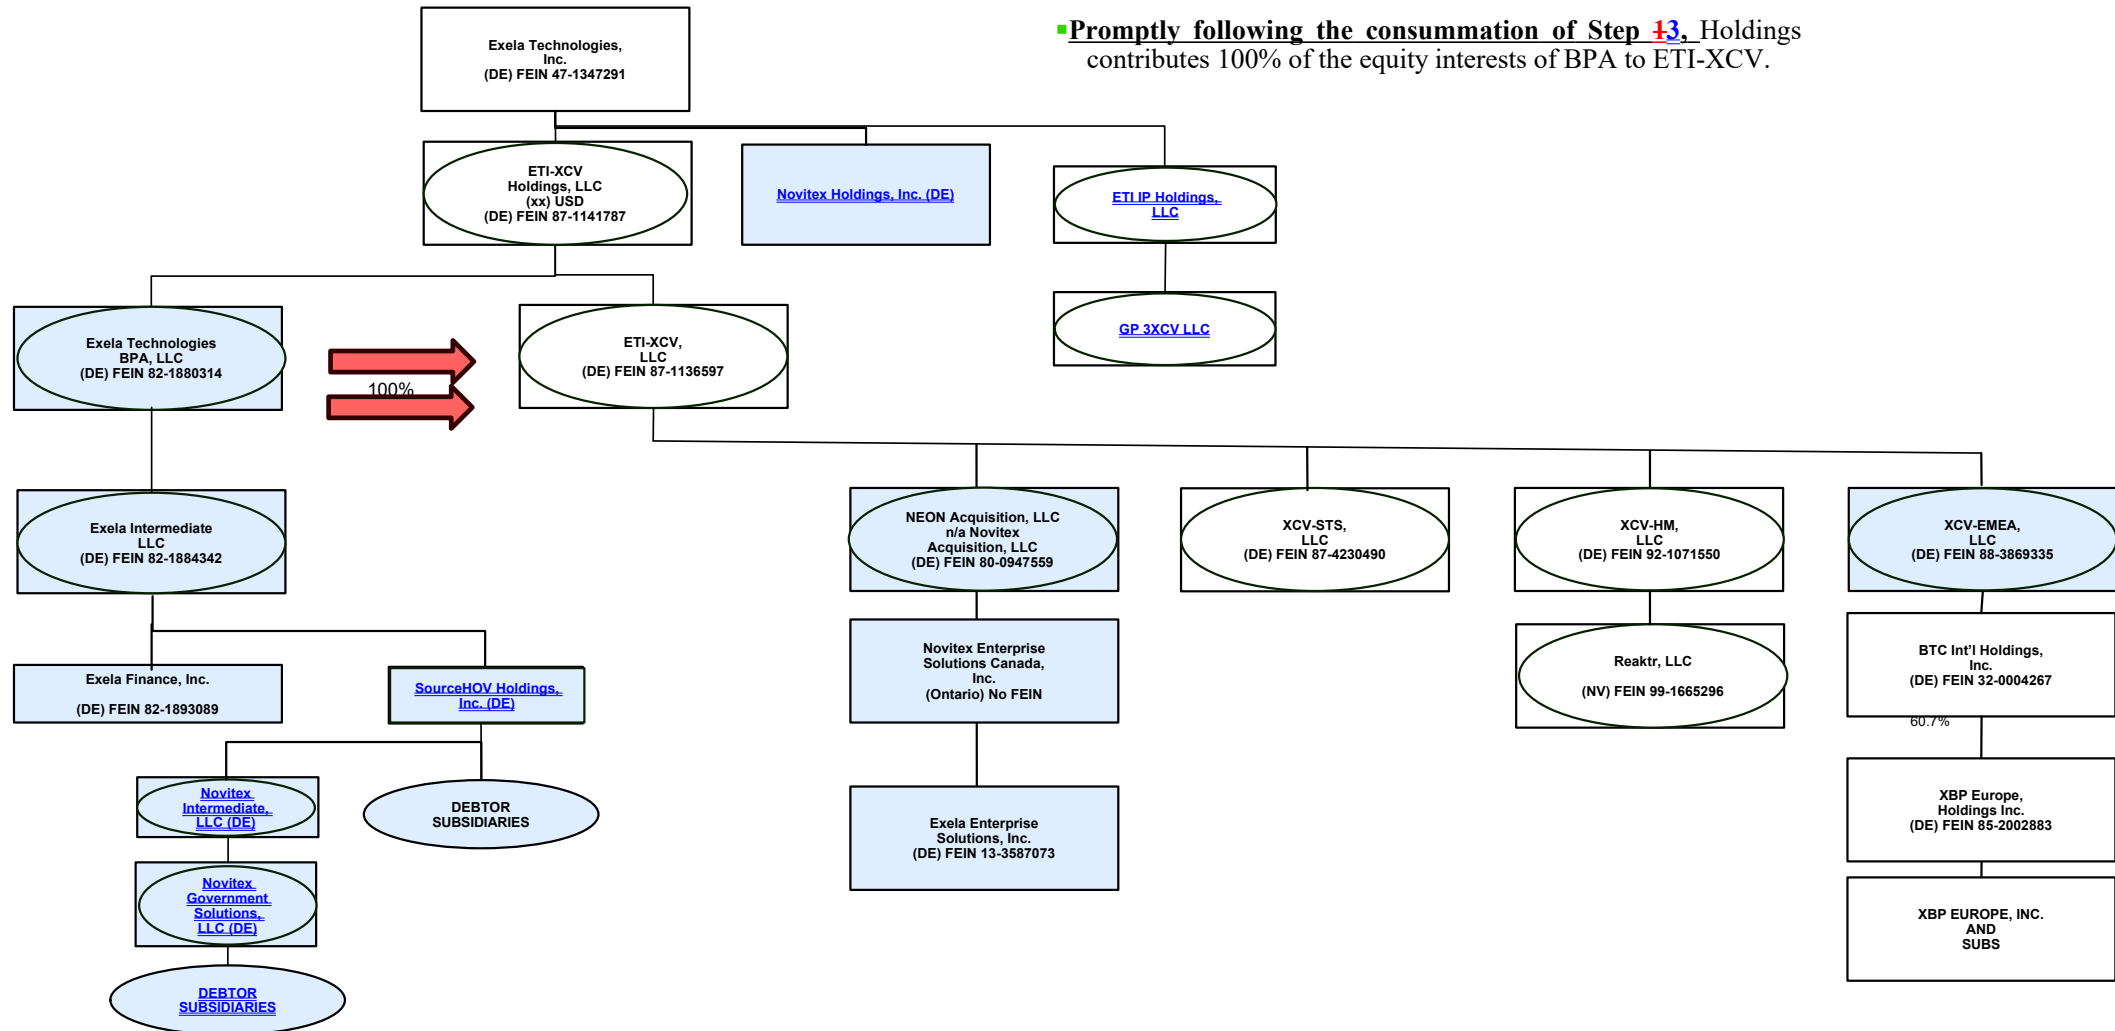 ▪Promptly following the consummation of Step 13, Holdings
contributes 100% of the equity interests of BPA to ETI-XCV.
Exela Technologies,
Inc.
(DE) FEIN 47-1347291
ETI-XCV
Holdings, LLC
(xx) USD
(DE) FEIN 87-1141787
Novitex Holdings, Inc. (DE)
ETI IP Holdings,
LLC
GP 3XCV LLC
Exela Technologies
BPA, LLC
(DE) FEIN 82-1880314
100%
ETI-XCV,
LLC
(DE) FEIN 87-1136597
Exela Intermediate
LLC
(DE) FEIN 82-1884342
NEON Acquisition, LLC
n/a Novitex
Acquisition, LLC
(DE) FEIN 80-0947559
XCV-STS,
LLC
(DE) FEIN 87-4230490
XCV-HM,
LLC
(DE) FEIN 92-1071550
XCV-EMEA,
LLC
(DE) FEIN 88-3869335
Exela Finance, Inc.
(DE) FEIN 82-1893089
SourceHOV Holdings,
Inc. (DE)
Novitex Enterprise
Solutions Canada,
Inc.
(Ontario) No FEIN
Reaktr, LLC
(NV) FEIN 99-1665296
BTC Int'l Holdings,
Inc.
(DE) FEIN 32-0004267
60.7%
Novitex
Intermediate,
LLC (DE)
DEBTOR
SUBSIDIARIES
Exela Enterprise
Solutions, Inc.
(DE) FEIN 13-3587073
XBP Europe,
Holdings Inc.
(DE) FEIN 85-2002883
Novitex
Government
Solutions,
LLC (DE)
XBP EUROPE, INC.
AND
SUBS
DEBTOR
SUBSIDIARIES